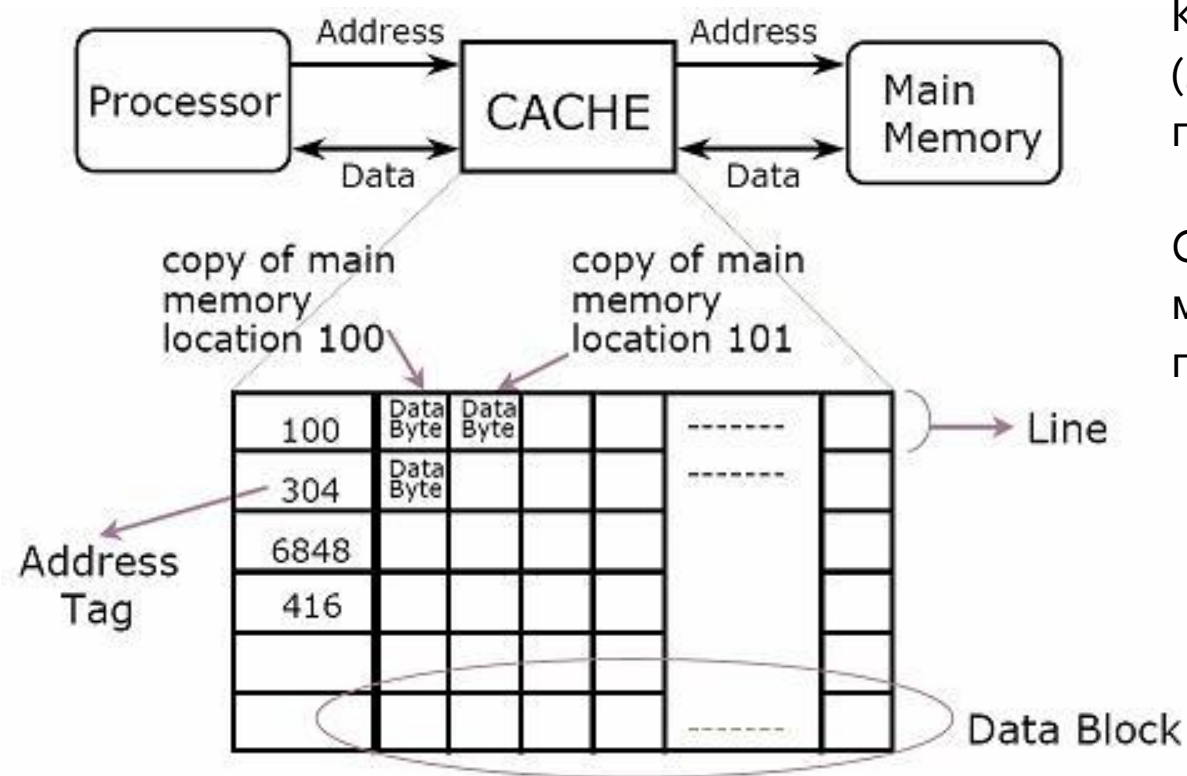 Address
Address
Processor
CACHE
Main
Memory
Data
Data
copy of main
memory
location 100
copy of main
memory
location 101
100
Data
Byte
Data
Byte
-------
Line
304
Data
Byte
-------
Address
Tag
6848
416
-------
Data Block